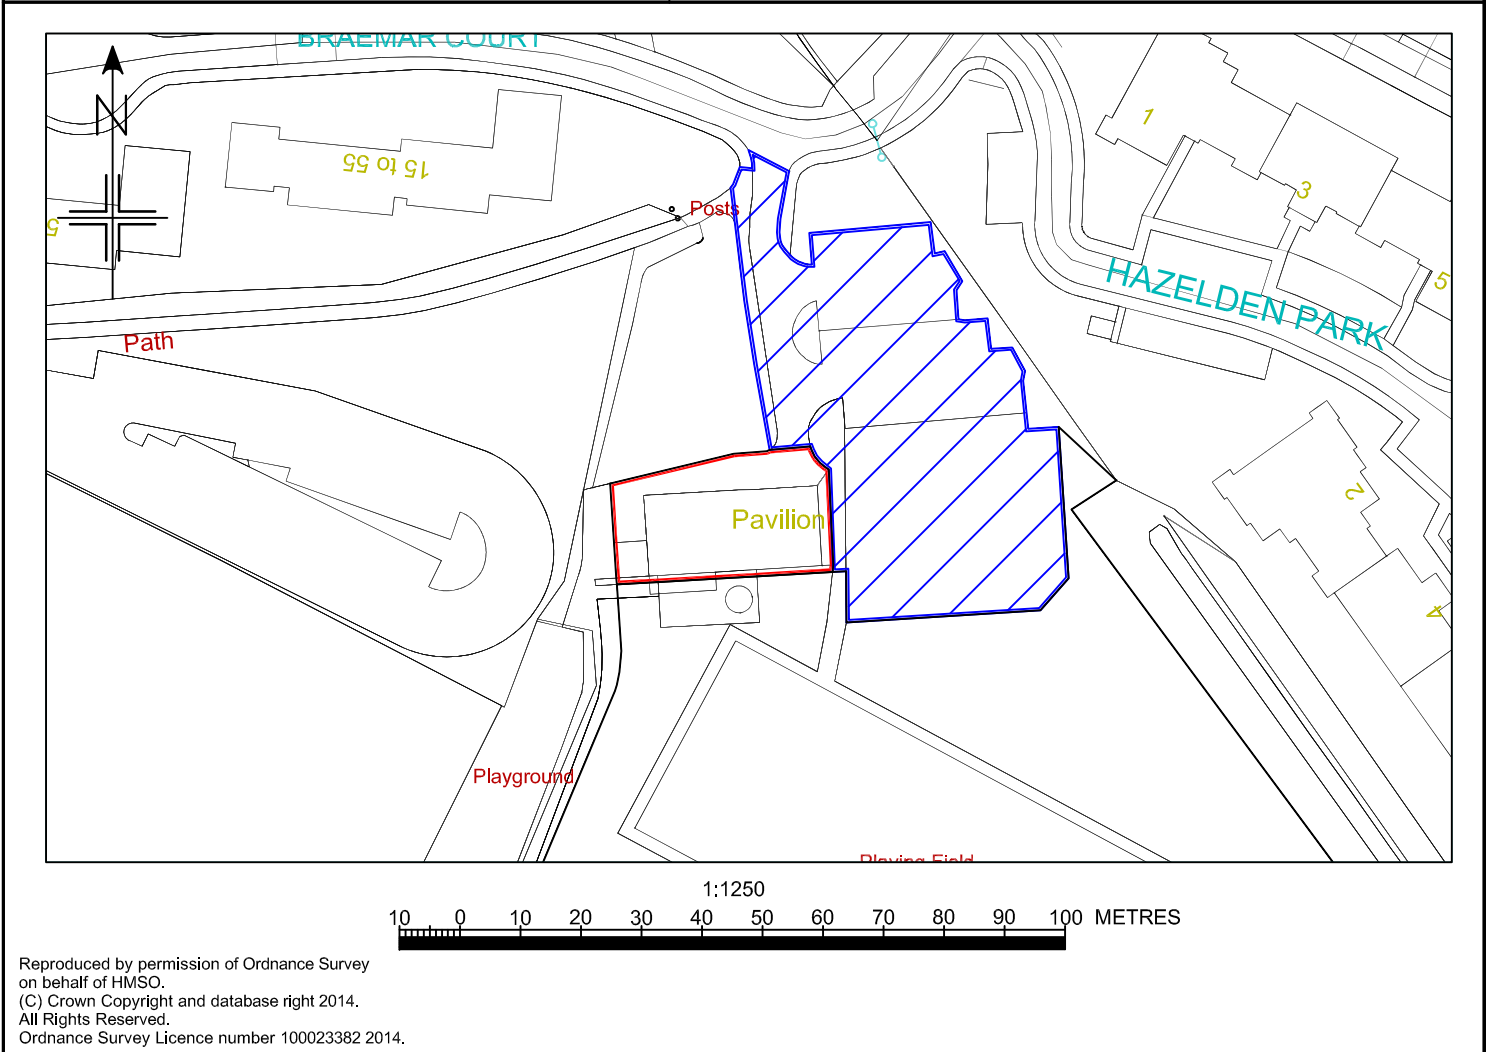 BRAEMAR COURT
N
15 to 55
5
Posts
Path
1
3
5
HAZELDEN PARK
2
4
Pavilion
Playground
Playing Field
1:1250
10 0 10 20 30 40 50 60 70 80 90 100 METRES
Reproduced by permission of Ordnance Survey
on behalf of HMSO.
(C) Crown Copyright and database right 2014.
All Rights Reserved.
Ordnance Survey Licence number 100023382 2014.